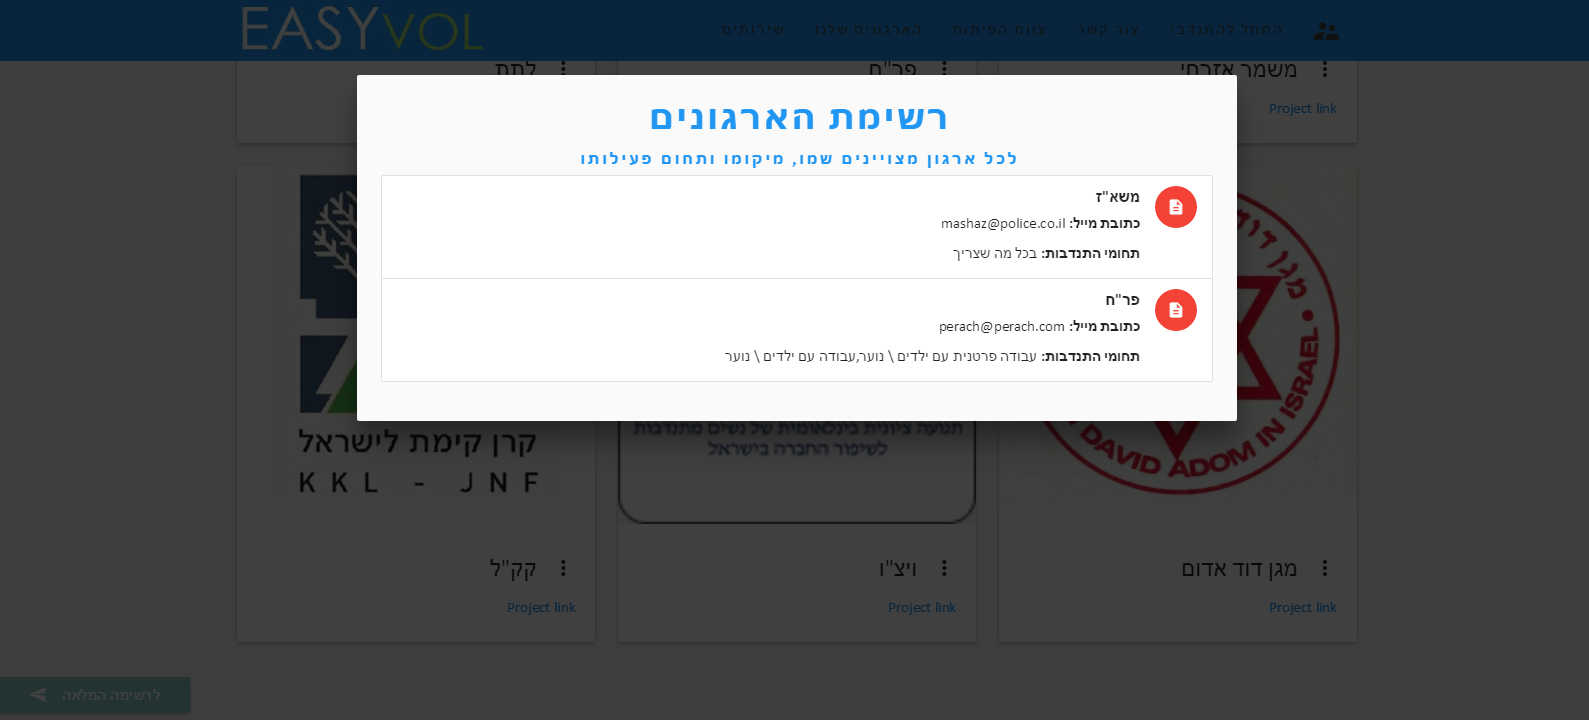 EASYVOL
התחל להתנדב!
צור קשר
צוות הפיתוח
הארגונים שלנו
שירותים
משמר אזרחי
פר"ח
לתת
Project link
רשימת הארגונים
לכל ארגון מצויינים שמו, מיקומו ותחום פעילותו
משא"ז
כתובת מייל: mashaz@police.co.il
תחומי התנדבות: בכל מה שצריך
פר"ח
כתובת מייל: perach@perach.com
תחומי התנדבות: עבודה פרטנית עם ילדים \ נוער,עבודה עם ילדים \ נוער
מגן דוד
DAVID ADOM IN ISRAEL
תנועה ציונית בינלאומית של נשים מתנדבות
לשיפור החברה בישראל
קרן קימת לישראל
KKL - JNF
מגן דוד אדום
ויצ"ו
קק"ל
Project link
Project link
Project link
לרשימה המלאה